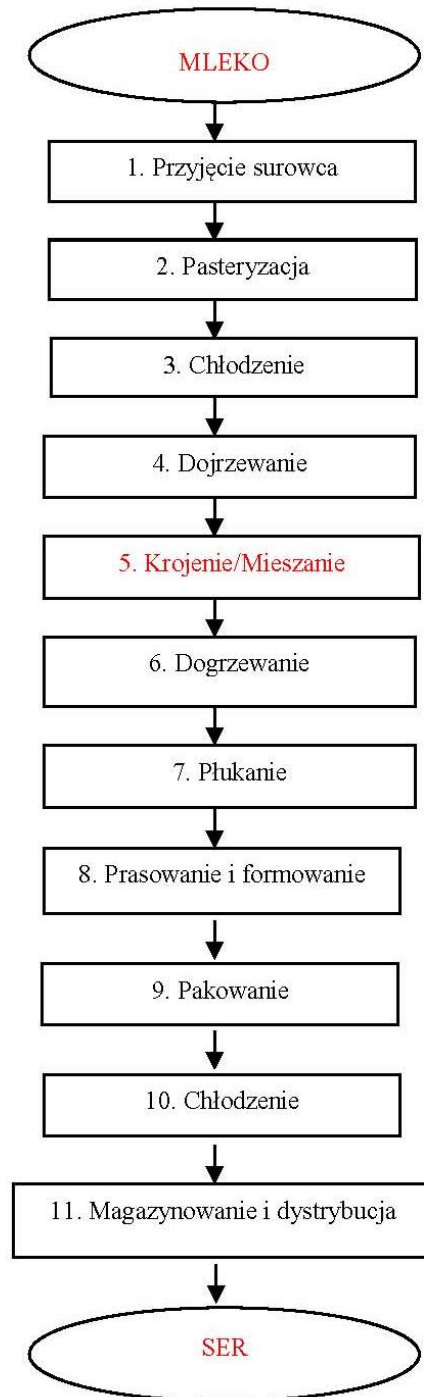 MLEKO
1. Przyjęcie surowca
2. Pasteryzacja
3. Chłodzenie
4. Dojrzewanie
5. Krojenie/Mieszanie
6. Dogrzewanie
7. Płukanie
8. Prasowanie i formowanie
9. Pakowanie
10. Chłodzenie
11. Magazynowanie i dystrybucja
SER